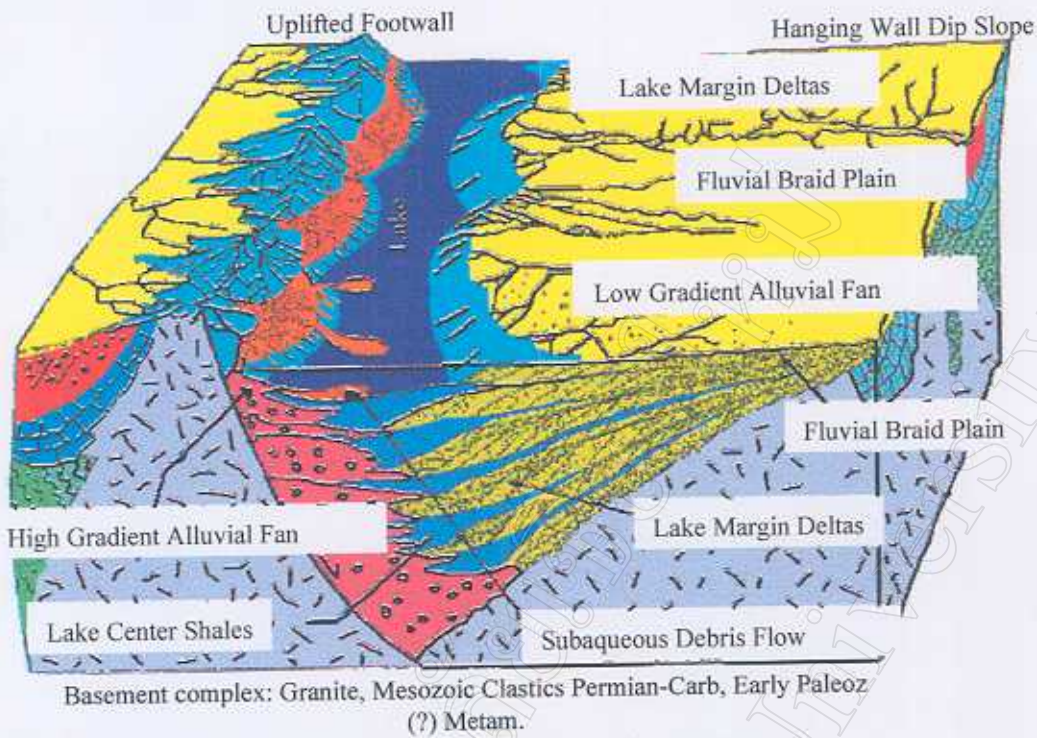 Uplifted Footwall
Hanging Wall Dip Slope
Lake Margin Deltas
Fluvial Braid Plain
Lake
Low Gradient Alluvial Fan
Fluvial Braid Plain
High Gradient Alluvial Fan
Lake Margin Deltas
Lake Center Shales
Subaqueous Debris Flow
Basement complex: Granite, Mesozoic Clastics Permian-Carb, Early Paleoz
(?) Metam.